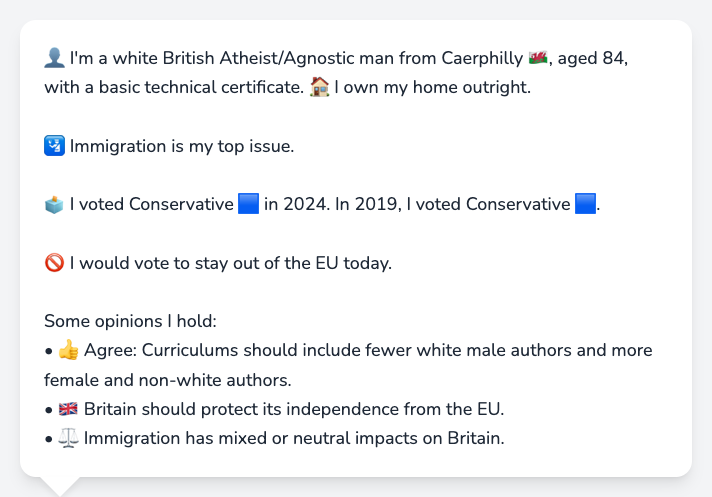 👤 I'm a white British Atheist/Agnostic man from Caerphilly 🏴󠁧󠁢󠁷󠁬󠁳󠁿, aged 84,
with a basic technical certificate. 🏠 I own my home outright.
🛂 Immigration is my top issue.
🗳️ I voted Conservative 🟦 in 2024. In 2019, I voted Conservative 🟦.
🚫 I would vote to stay out of the EU today.
Some opinions I hold:
• 👍 Agree: Curriculums should include fewer white male authors and more
female and non-white authors.
• 🇬🇧 Britain should protect its independence from the EU.
• ⚖️ Immigration has mixed or neutral impacts on Britain.